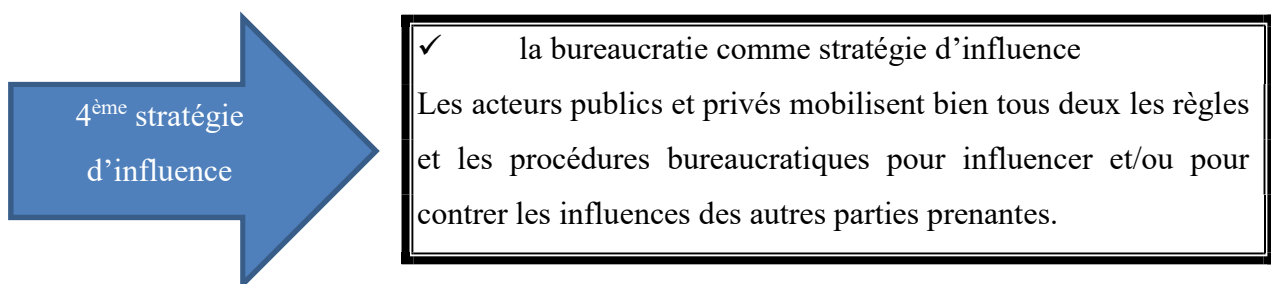 4ème stratégie
d’influence
✓ la bureaucratie comme stratégie d’influence
Les acteurs publics et privés mobilisent bien tous deux les règles
et les procédures bureaucratiques pour influencer et/ou pour
contrer les influences des autres parties prenantes.